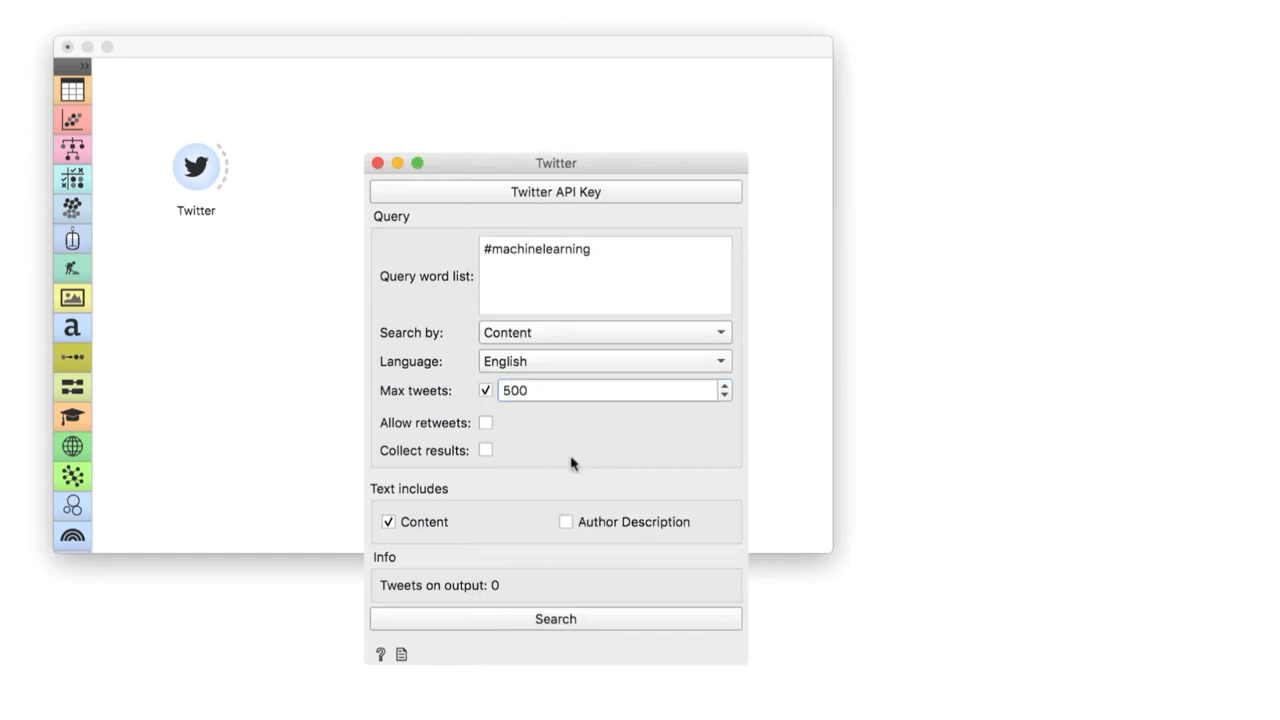 Twitter
Twitter
Twitter API Key
Query
Query word list:
#machinelearning
Search by:
Content
Language:
English
Max tweets:
500
Allow retweets:
Collect results:
Text includes
Content
Author Description
Info
Tweets on output: 0
Search